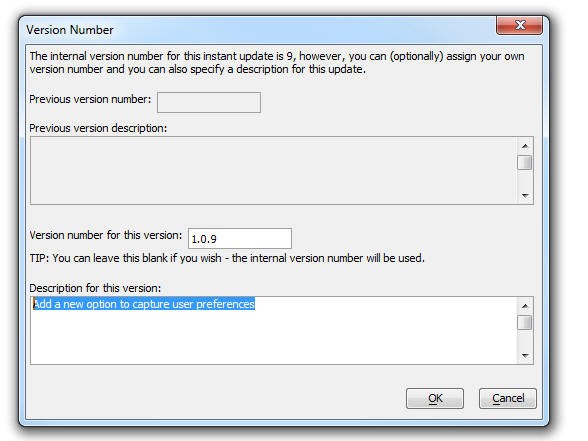 Version Number
The internal version number for this instant update is 9, however, you can (optionally) assign your own
version number and you can also specify a description for this update.
Previous version number:
Previous version description:
Version number for this version: 1.0.9
TIP: You can leave this blank if you wish - the internal version number will be used.
Description for this version:
Add a new option to capture user preferences
OK Cancel